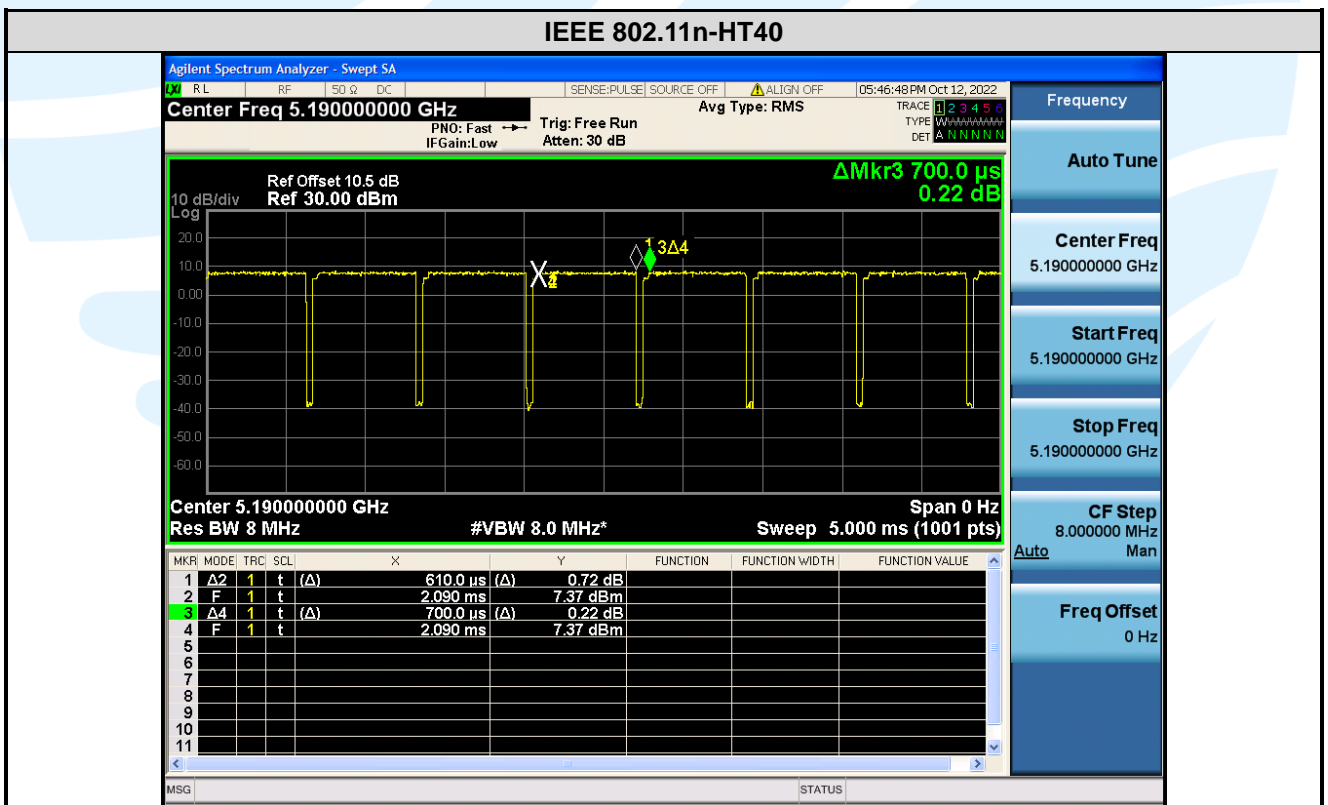 IEEE 802.11n-HT40
Agilent Spectrum Analyzer - Swept SA
LXI RL RF 50 Ω DC SENSE:PULSE SOURCE OFF ALIGN OFF 05:46:48 PM Oct 12, 2022
Center Freq 5.190000000 GHz Avg Type: RMS TRACE 1 2 3 4 5 6
PNO: Fast Trig: Free Run TYPE
IFGain:Low Atten: 30 dB DET A N N N N N
ΔMkr3 700.0 µs
0.22 dB
Ref Offset 10.5 dB
10 dB/div Ref 30.00 dBm
Log
20.0
10.0
0.00
-10.0
-20.0
-30.0
-40.0
-50.0
-60.0
1 3Δ4
Center 5.190000000 GHz Span 0 Hz
Res BW 8 MHz #VBW 8.0 MHz* Sweep 5.000 ms (1001 pts)
MKR MODE TRC SCL X Y FUNCTION FUNCTION WIDTH FUNCTION VALUE
1 Δ2 1 t (Δ) 610.0 µs (Δ) 0.72 dB
2 F 1 t 2.090 ms 7.37 dBm
3 Δ4 1 t (Δ) 700.0 µs (Δ) 0.22 dB
4 F 1 t 2.090 ms 7.37 dBm
5
6
7
8
9
10
11
MSG STATUS
Frequency
Auto Tune
Center Freq
5.190000000 GHz
Start Freq
5.190000000 GHz
Stop Freq
5.190000000 GHz
CF Step
8.000000 MHz
Auto Man
Freq Offset
0 Hz